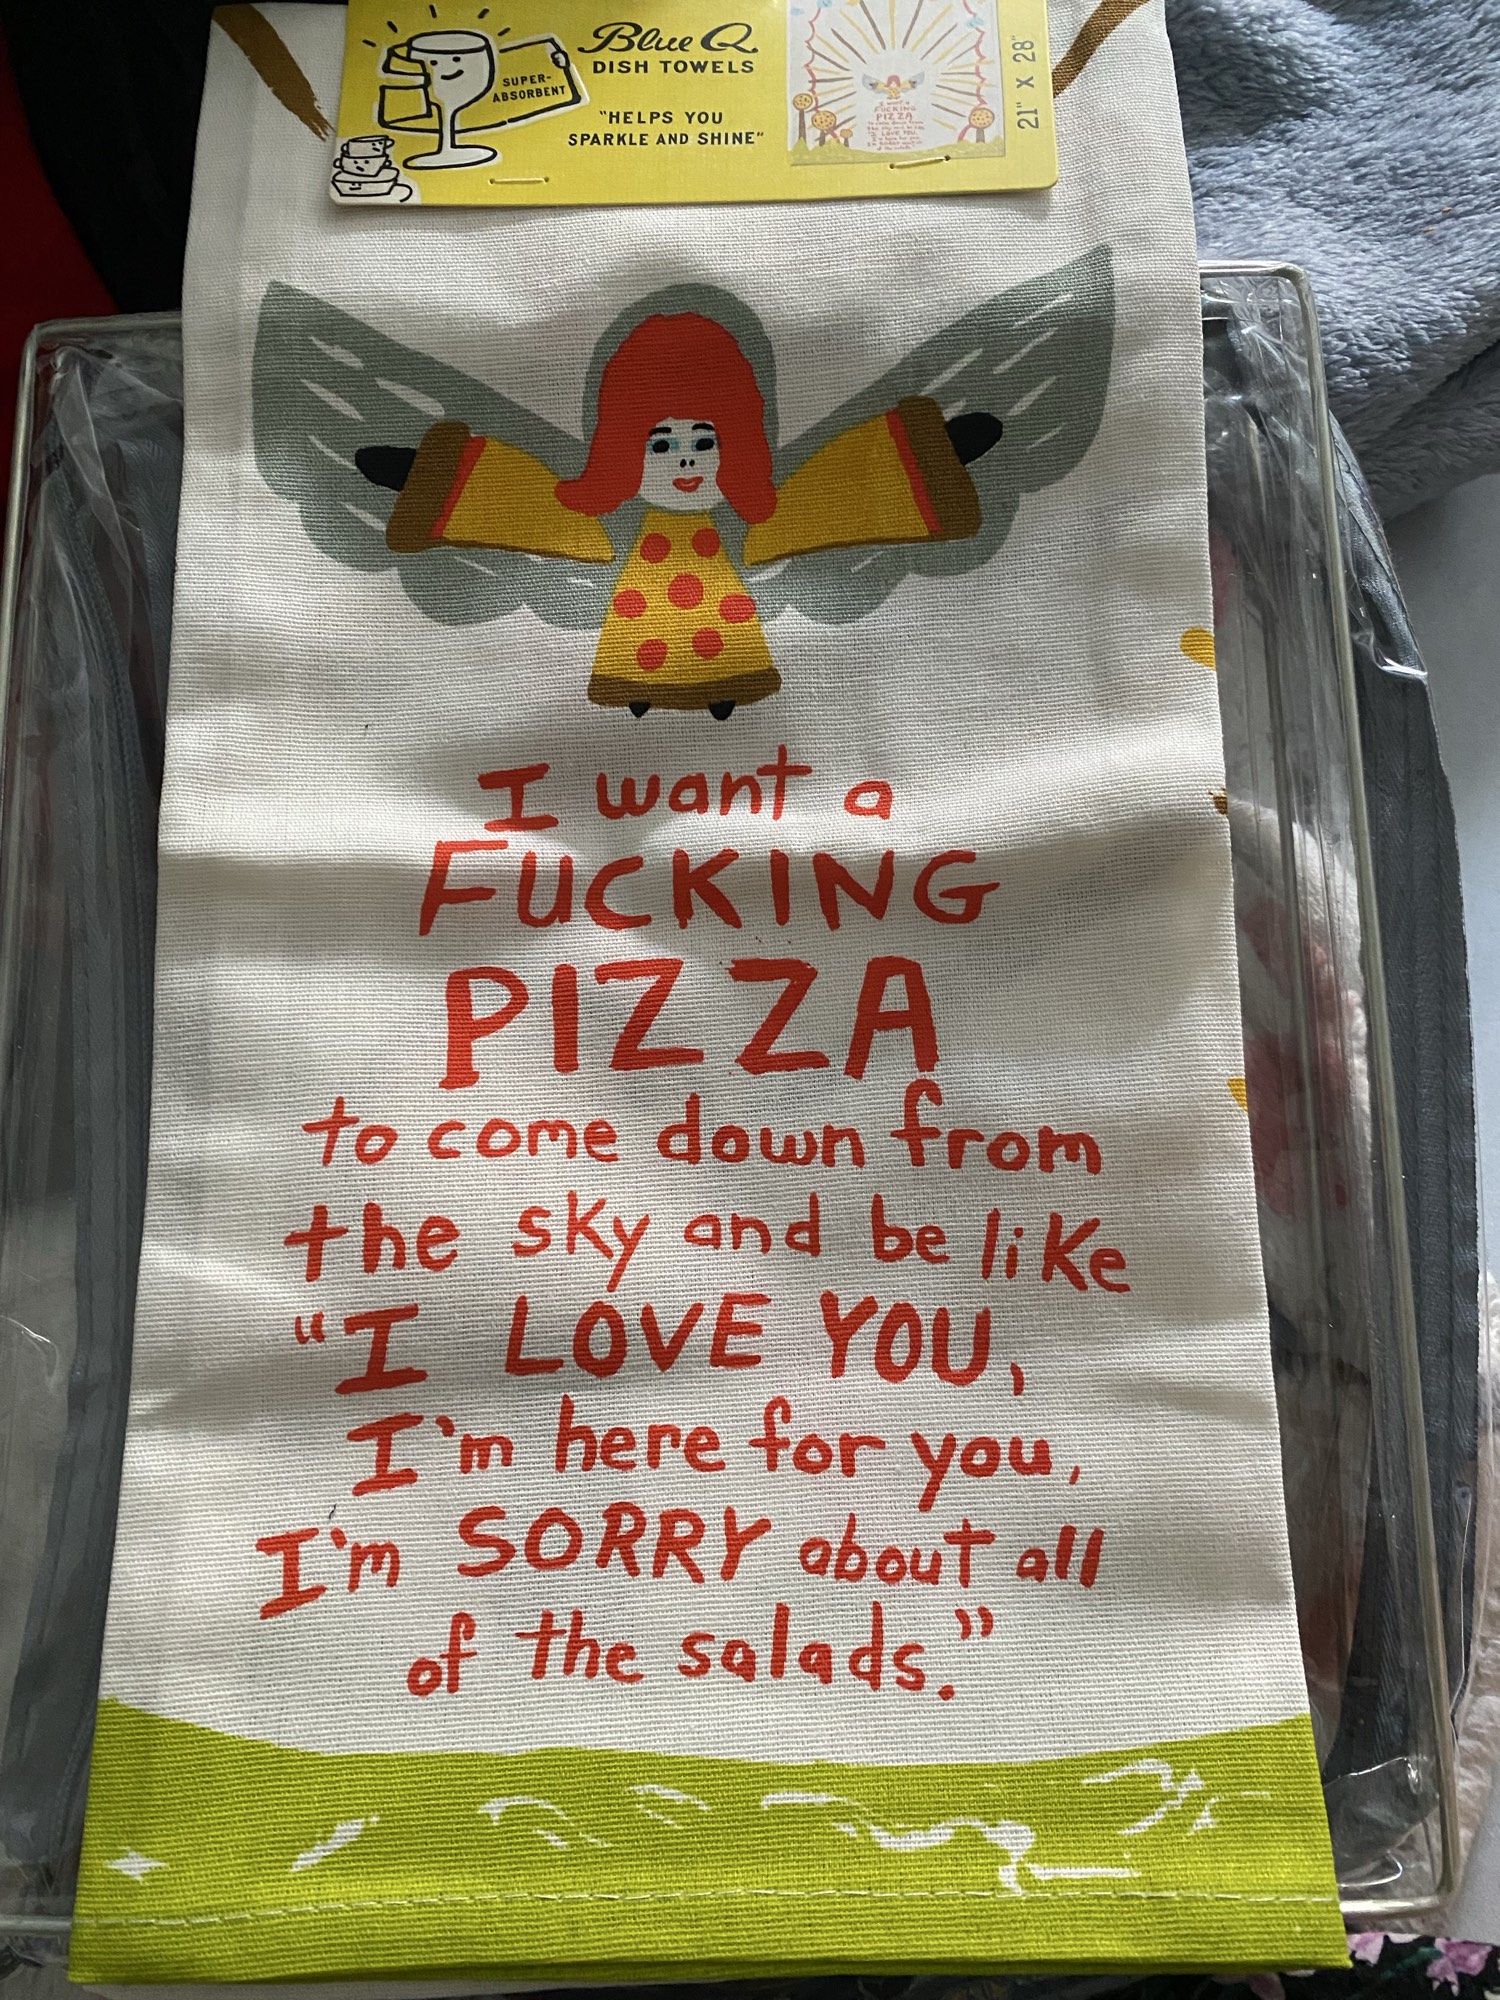 Blue Q
DISH TOWELS
SUPER-
ABSORBENT
"HELPS YOU
SPARKLE AND SHINE"
21" X 28"
I want a
FUCKING
PIZZA
to come down from
the sky and be like
"I LOVE YOU,
I'm here for you,
I'm SORRY about all
of the salads."